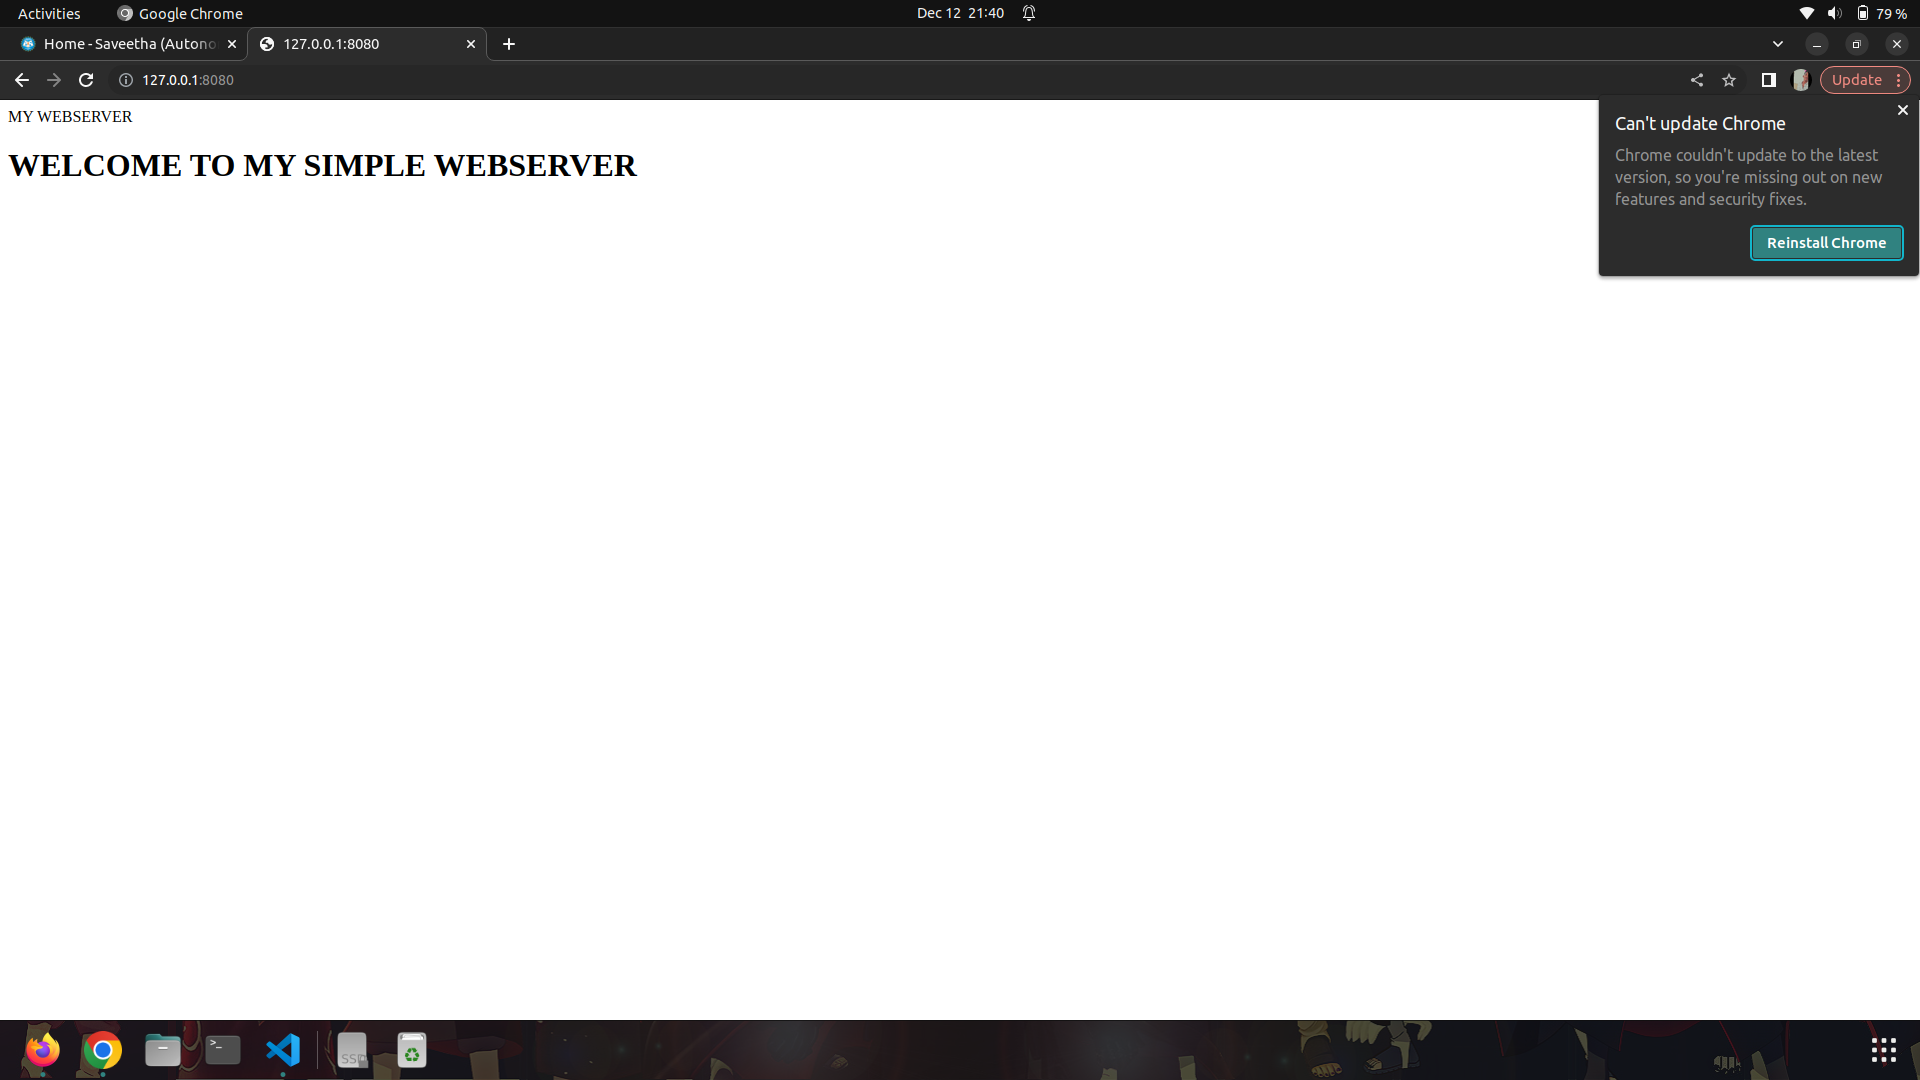 Activities
Google Chrome
Dec 12 21:40
79 %
Home - Saveetha (Autono
127.0.0.1:8080
127.0.0.1:8080
Update
MY WEBSERVER
WELCOME TO MY SIMPLE WEBSERVER
Can't update Chrome
Chrome couldn't update to the latest
version, so you're missing out on new
features and security fixes.
Reinstall Chrome
>_
SSD